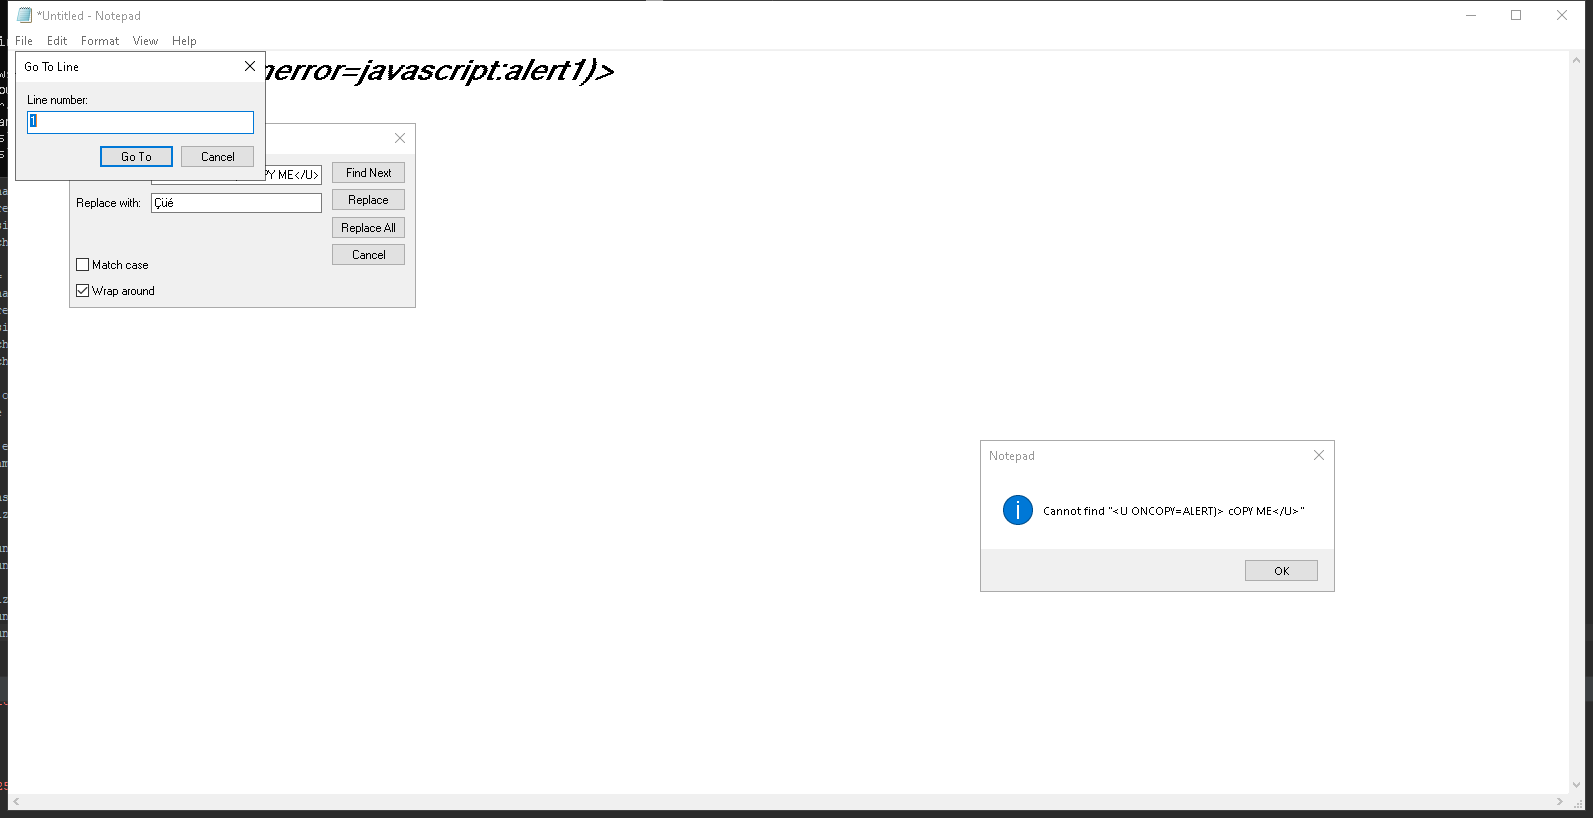 *Untitled - Notepad
File Edit Format View Help
Go To Line
nerror=javascript:alert1)>
Line number:
1
Go To Cancel
PY ME</U>
Find Next
Replace with: Çüé
Replace
Replace All
Cancel
Match case
Wrap around
Notepad
Cannot find "<U ONCOPY=ALERT)> cOPY ME</U>"
OK